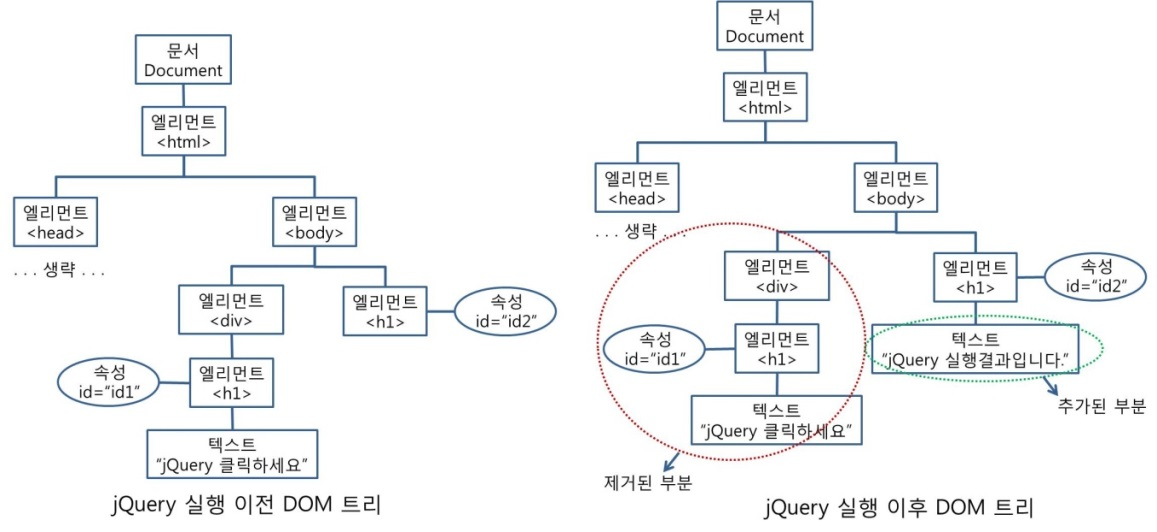 문서
Document
엘리먼트
<html>
엘리먼트
<head>
엘리먼트
<body>
. . . 생략 . . .
엘리먼트
<div>
엘리먼트
<h1>
속성
id=“id2”
속성
id=“id1”
엘리먼트
<h1>
텍스트
“jQuery 클릭하세요”
jQuery 실행 이전 DOM 트리
문서
Document
엘리먼트
<html>
엘리먼트
<head>
엘리먼트
<body>
. . . 생략 . . .
엘리먼트
<div>
엘리먼트
<h1>
속성
id=“id2”
속성
id=“id1”
엘리먼트
<h1>
텍스트
“jQuery 실행결과입니다.”
텍스트
“jQuery 클릭하세요”
추가된 부분
제거된 부분
jQuery 실행 이후 DOM 트리